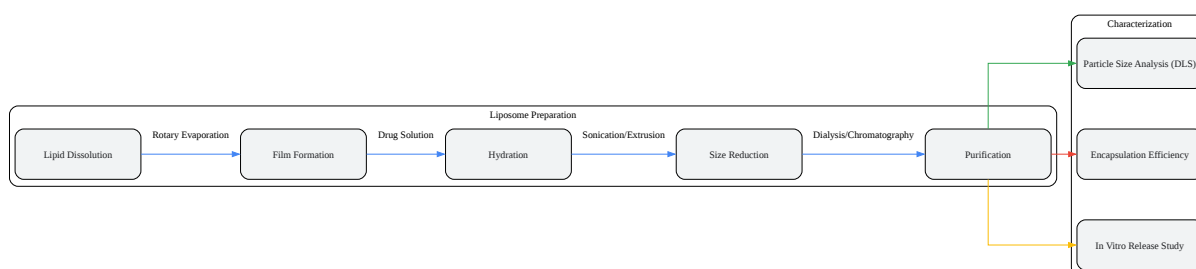 Characterization
Particle Size Analysis (DLS)
Liposome Preparation
Lipid Dissolution
Rotary Evaporation
Film Formation
Drug Solution
Hydration
Sonication/Extrusion
Size Reduction
Dialysis/Chromatography
Purification
Encapsulation Efficiency
In Vitro Release Study